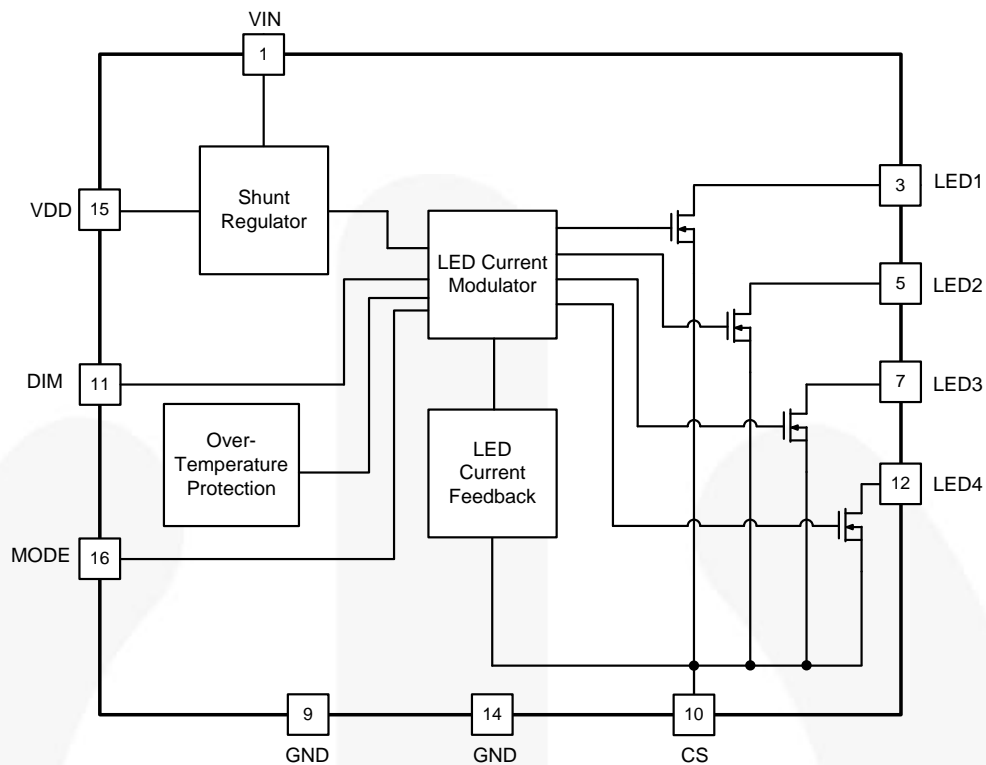 VIN
1
Shunt
Regulator
VDD
15
3
LED1
LED Current
Modulator
5
LED2
DIM
11
7
LED3
Over-
Temperature
Protection
LED
Current
Feedback
12
LED4
MODE
16
9
GND
14
GND
10
CS